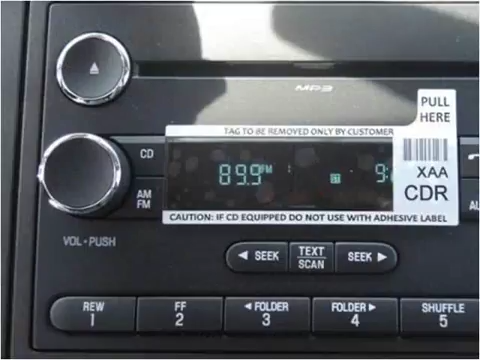 MP3
PULL
HERE
TAG TO BE REMOVED ONLY BY CUSTOMER
CD
89.9 FM
XAA
CDR
AM
FM
CAUTION: IF CD EQUIPPED DO NOT USE WITH ADHESIVE LABEL
VOL•PUSH
◄ SEEK
TEXT
SCAN
SEEK ►
REW
1
FF
2
◄ FOLDER
3
FOLDER ►
4
SHUFFLE
5